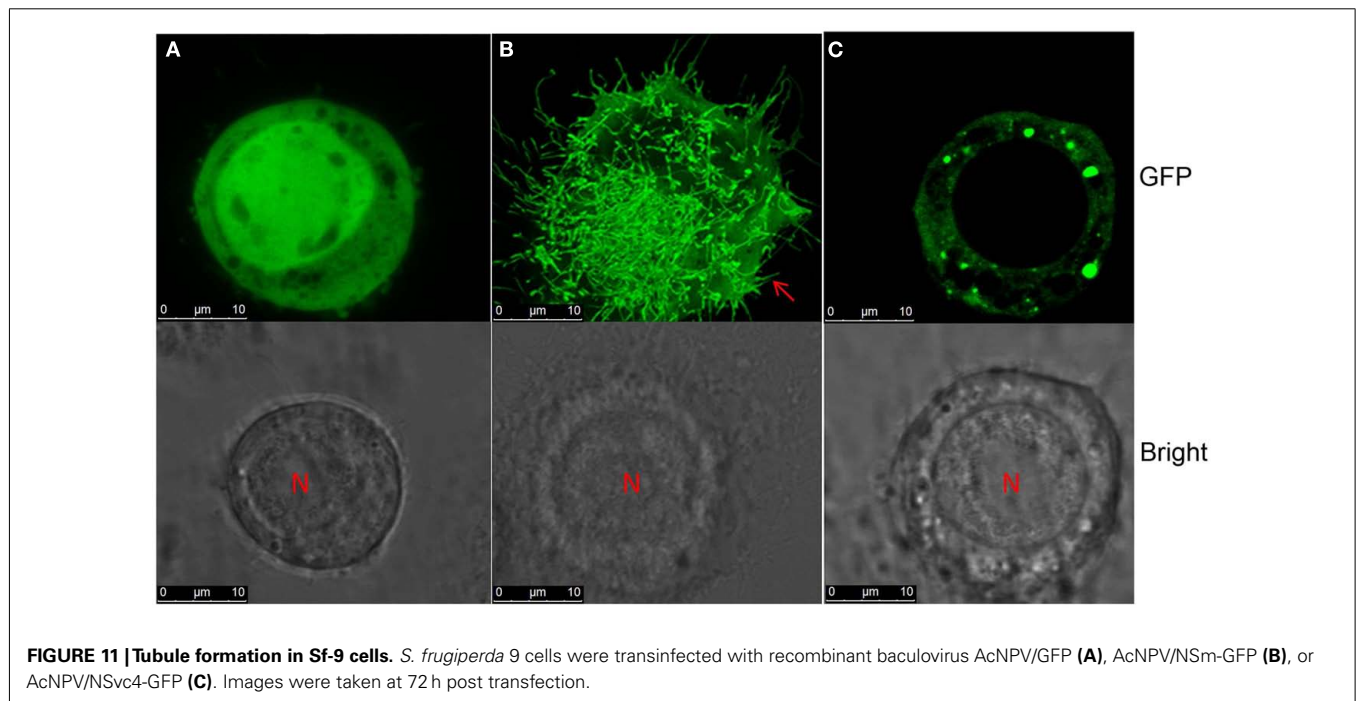 A
B
C
GFP
0 µm 10
0 µm 10
0 µm 10
N
N
N
Bright
0 µm 10
0 µm 10
0 µm 10
FIGURE 11 | Tubule formation in Sf-9 cells. S. frugiperda 9 cells were transinfected with recombinant baculovirus AcNPV/GFP (A), AcNPV/NSm-GFP (B), or
AcNPV/NSvc4-GFP (C). Images were taken at 72 h post transfection.